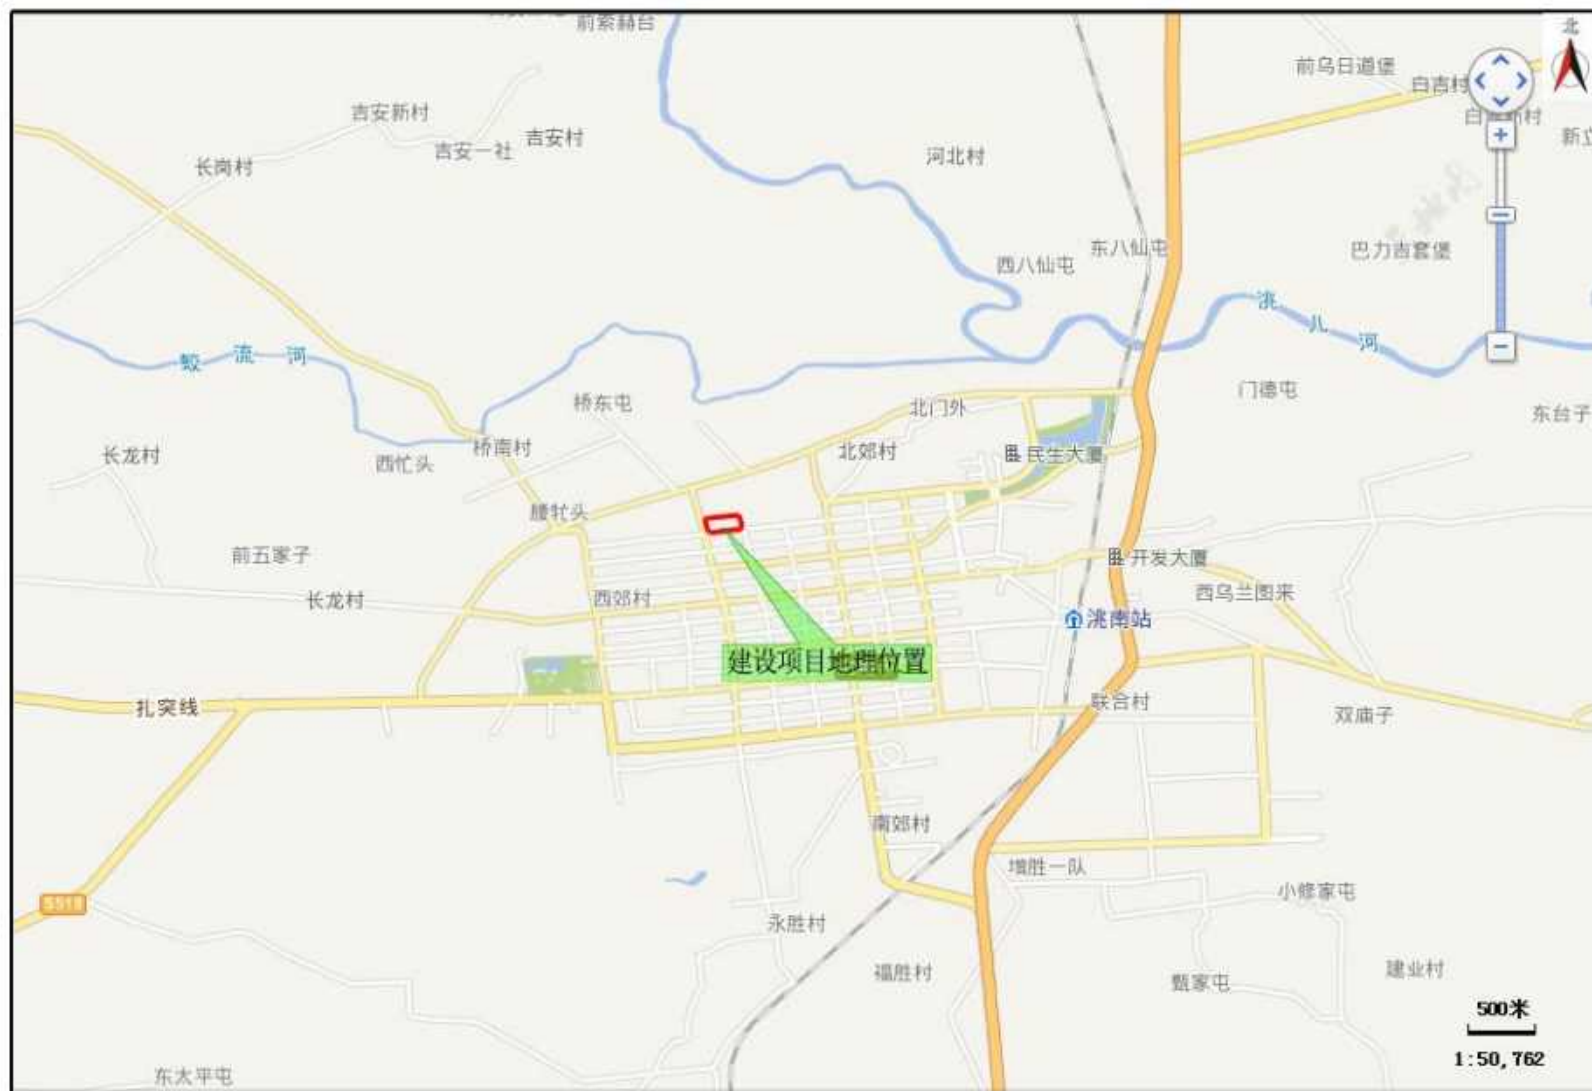 前索赫台
北
前乌日道堡
白吉村
吉安新村
吉安村
吉安一社
新立
长岗村
河北村
东八仙屯
西八仙屯
巴力吉套堡
洮儿河
蛟流河
门德屯
桥东屯
北门外
东台子
长龙村
西忙头
桥南村
北郊村
民生大厦
腰牤头
前五家子
开发大厦
长龙村
西郊村
西乌兰图来
洮南站
建设项目地理位置
扎突线
联合村
双庙子
南郊村
增胜一队
小修家屯
永胜村
福胜村
甄家屯
建业村
500米
1:50,762
东太平屯